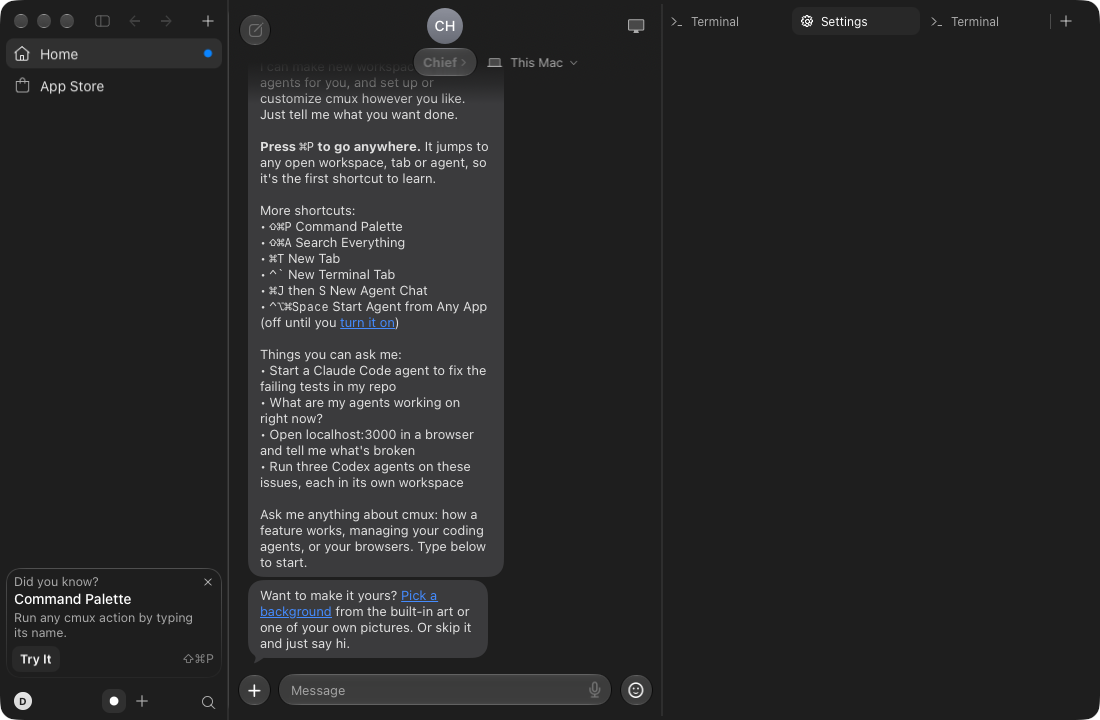 Home
App Store
Did you know?
Command Palette
Run any cmux action by typing
its name.
Try It
⇧⌘P
D
CH
Chief
This Mac
I can make new workspac
agents for you, and set up or
customize cmux however you like.
Just tell me what you want done.
Press ⌘P to go anywhere. It jumps to
any open workspace, tab or agent, so
it's the first shortcut to learn.
More shortcuts:
• ⇧⌘P Command Palette
• ⇧⌘A Search Everything
• ⌘T New Tab
• ^` New Terminal Tab
• ⌘J then S New Agent Chat
• ^⌥⌘Space Start Agent from Any App
(off until you turn it on)
Things you can ask me:
• Start a Claude Code agent to fix the
failing tests in my repo
• What are my agents working on
right now?
• Open localhost:3000 in a browser
and tell me what's broken
• Run three Codex agents on these
issues, each in its own workspace
Ask me anything about cmux: how a
feature works, managing your coding
agents, or your browsers. Type below
to start.
Want to make it yours? Pick a
background from the built-in art or
one of your own pictures. Or skip it
and just say hi.
Message
Terminal
Settings
Terminal